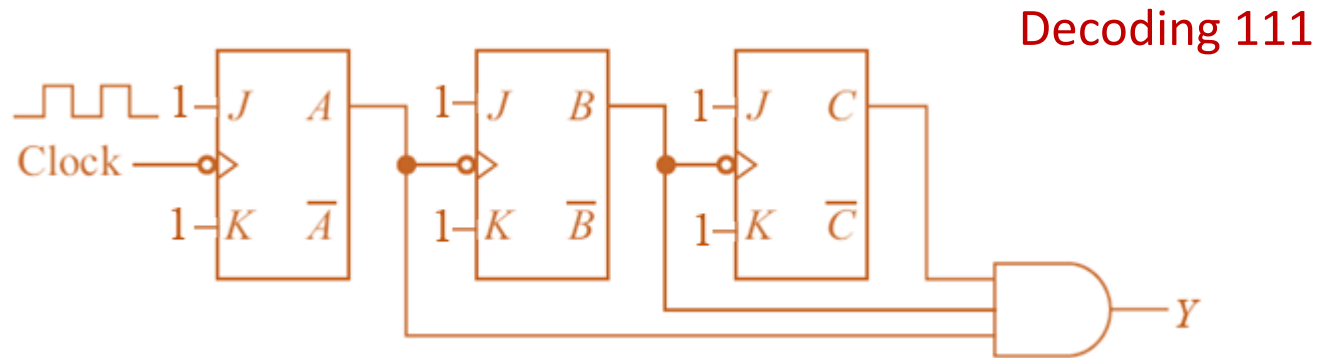 Decoding 111
1 J A 1 J B 1 J C
Clock
1 K A̅ 1 K B̅ 1 K C̅
Y